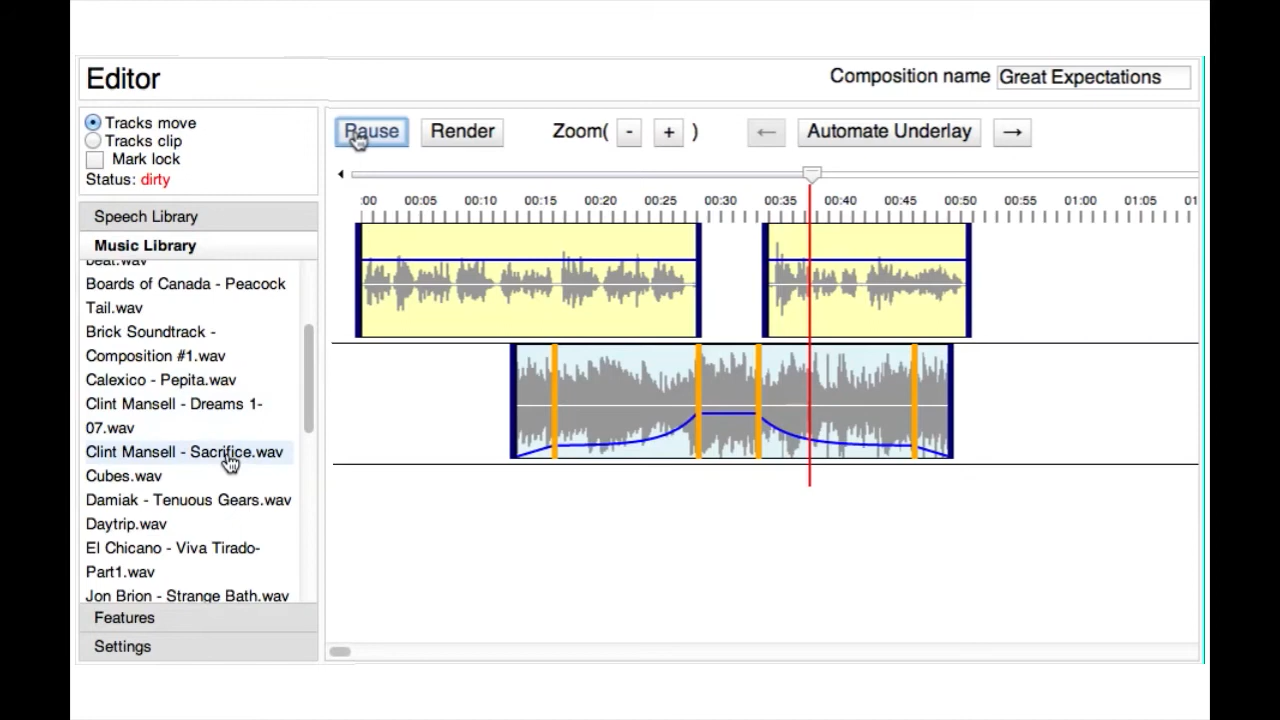 Editor
Composition name Great Expectations
Tracks move
Tracks clip
Mark lock
Status: dirty
Pause Render Zoom( - + ) ← Automate Underlay →
:00 00:05 00:10 00:15 00:20 00:25 00:30 00:35 00:40 00:45 00:50 00:55 01:00 01:05 01
Speech Library
Music Library
beat.wav
Boards of Canada - Peacock
Tail.wav
Brick Soundtrack -
Composition #1.wav
Calexico - Pepita.wav
Clint Mansell - Dreams 1-
07.wav
Clint Mansell - Sacrifice.wav
Cubes.wav
Damiak - Tenuous Gears.wav
Daytrip.wav
El Chicano - Viva Tirado-
Part1.wav
Jon Brion - Strange Bath.wav
Features
Settings